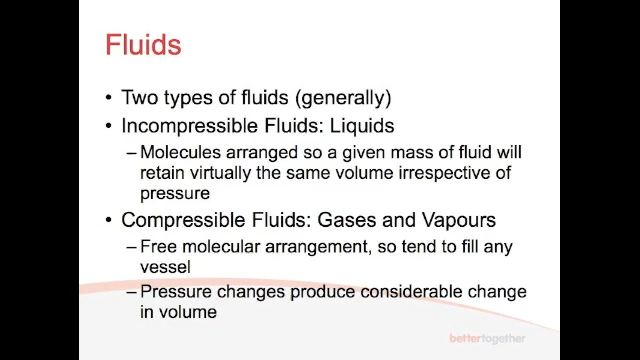 Fluids
• Two types of fluids (generally)
• Incompressible Fluids: Liquids
– Molecules arranged so a given mass of fluid will
retain virtually the same volume irrespective of
pressure
• Compressible Fluids: Gases and Vapours
– Free molecular arrangement, so tend to fill any
vessel
– Pressure changes produce considerable change
in volume
bettertogether